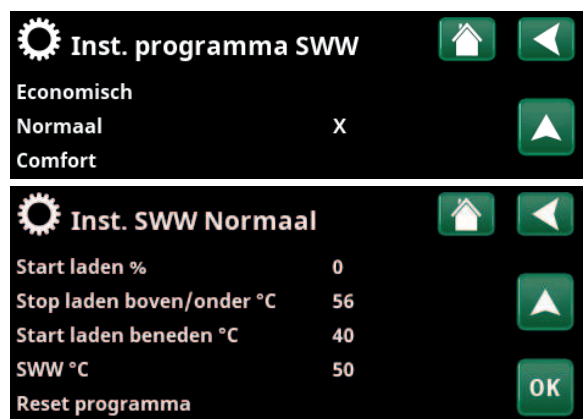 Inst. programma SWW
Economisch
Normaal X
Comfort
Inst. SWW Normaal
Start laden % 0
Stop laden boven/onder °C 56
Start laden beneden °C 40
SWW °C 50
OK
Reset programma